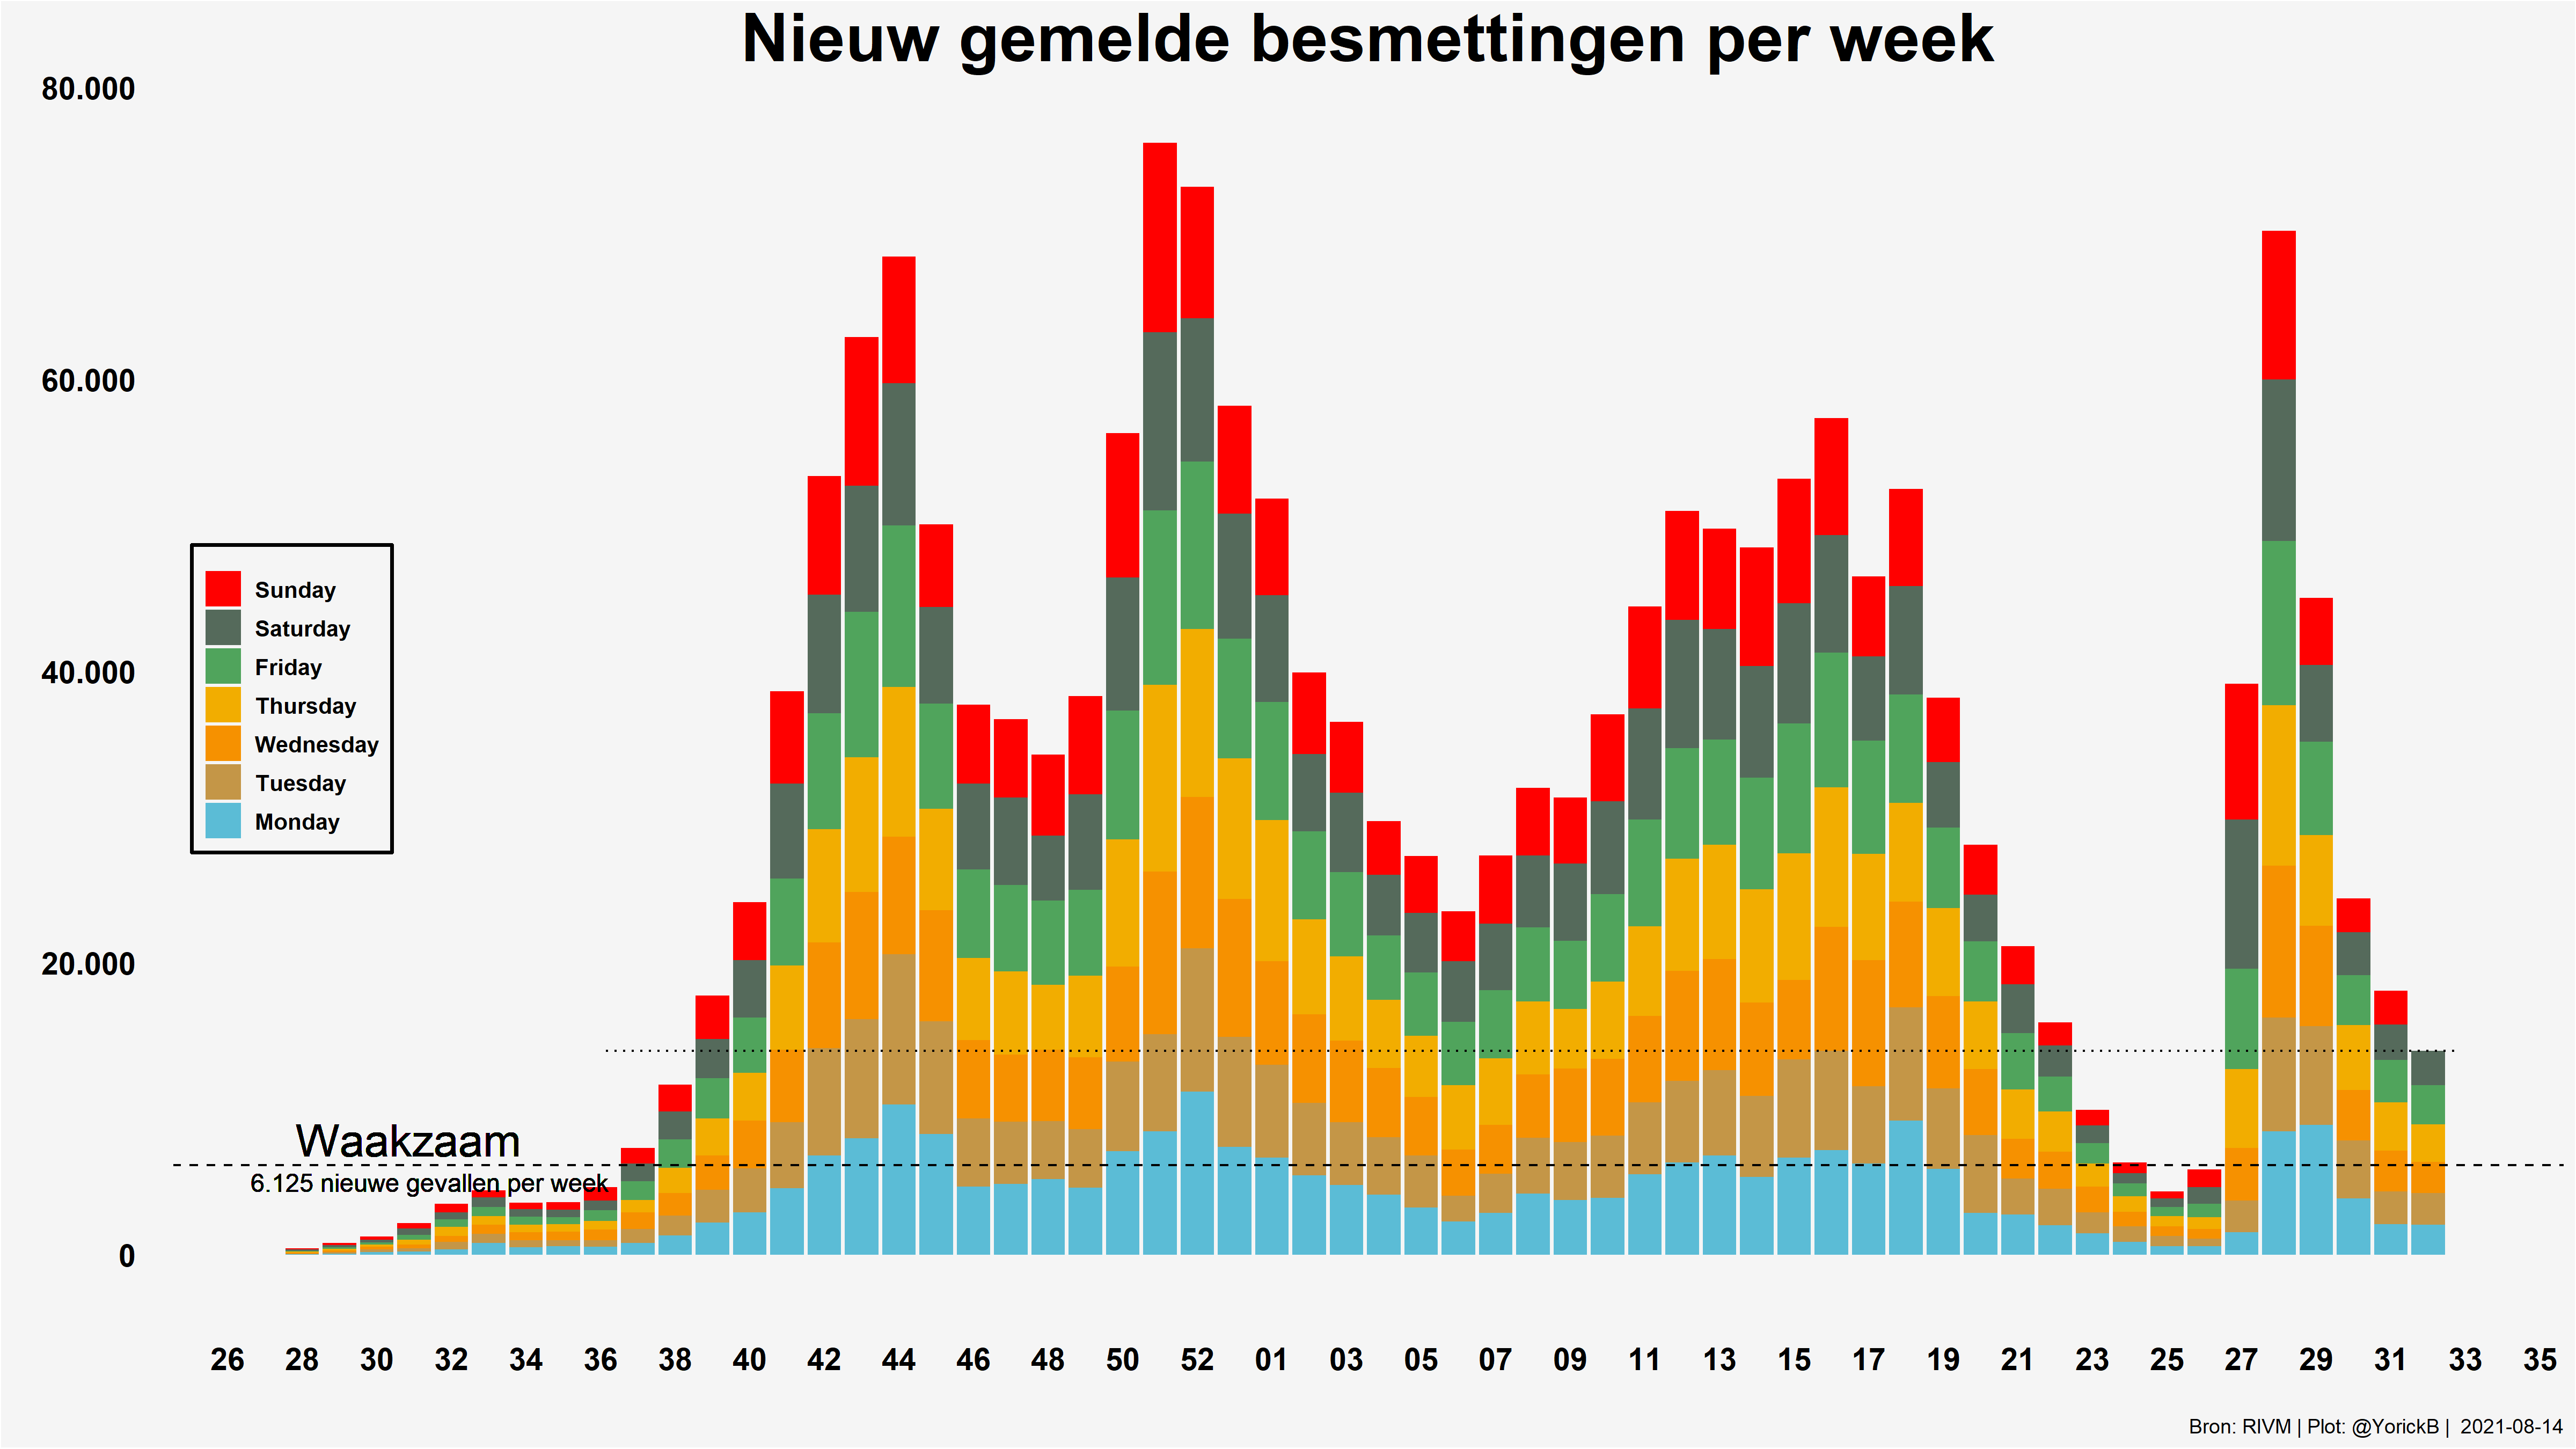 Nieuw gemelde besmettingen per week
80.000
60.000
40.000
20.000
0
Sunday
Saturday
Friday
Thursday
Wednesday
Tuesday
Monday
Waakzaam
6.125 nieuwe gevallen per week
26 28 30 32 34 36 38 40 42 44 46 48 50 52 01 03 05 07 09 11 13 15 17 19 21 23 25 27 29 31 33 35
Bron: RIVM | Plot: @YorickB | 2021-08-14